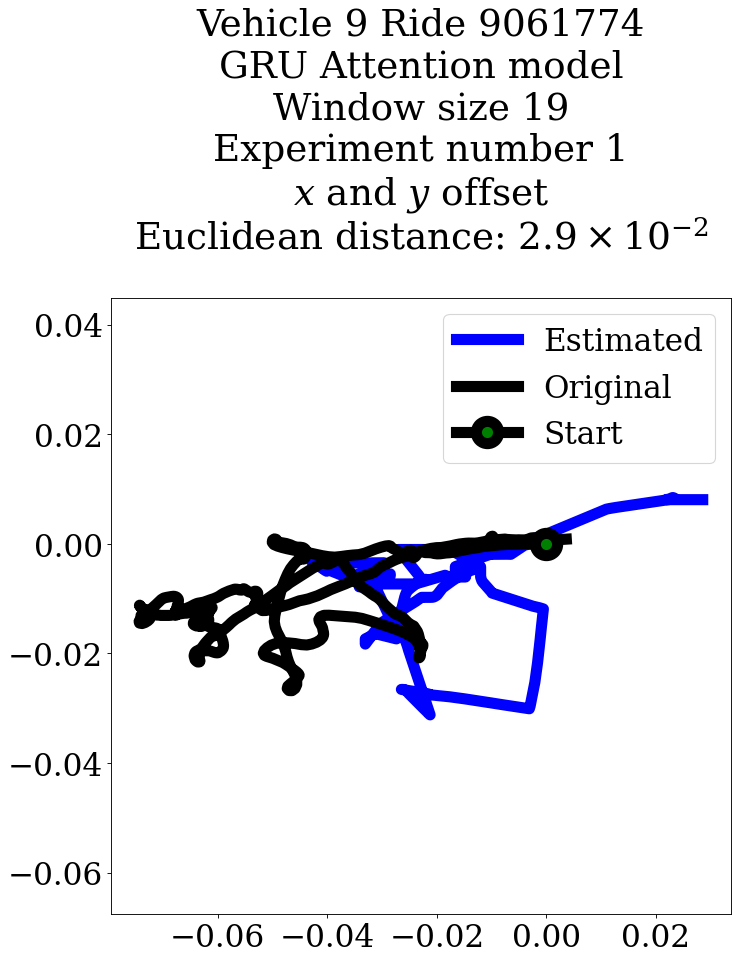 Vehicle 9 Ride 9061774
GRU Attention model
Window size 19
Experiment number 1
x and y offset
Euclidean distance: 2.9 × 10⁻²
Estimated
Original
Start
0.04
0.02
0.00
−0.02
−0.04
−0.06
−0.06 −0.04 −0.02 0.00 0.02